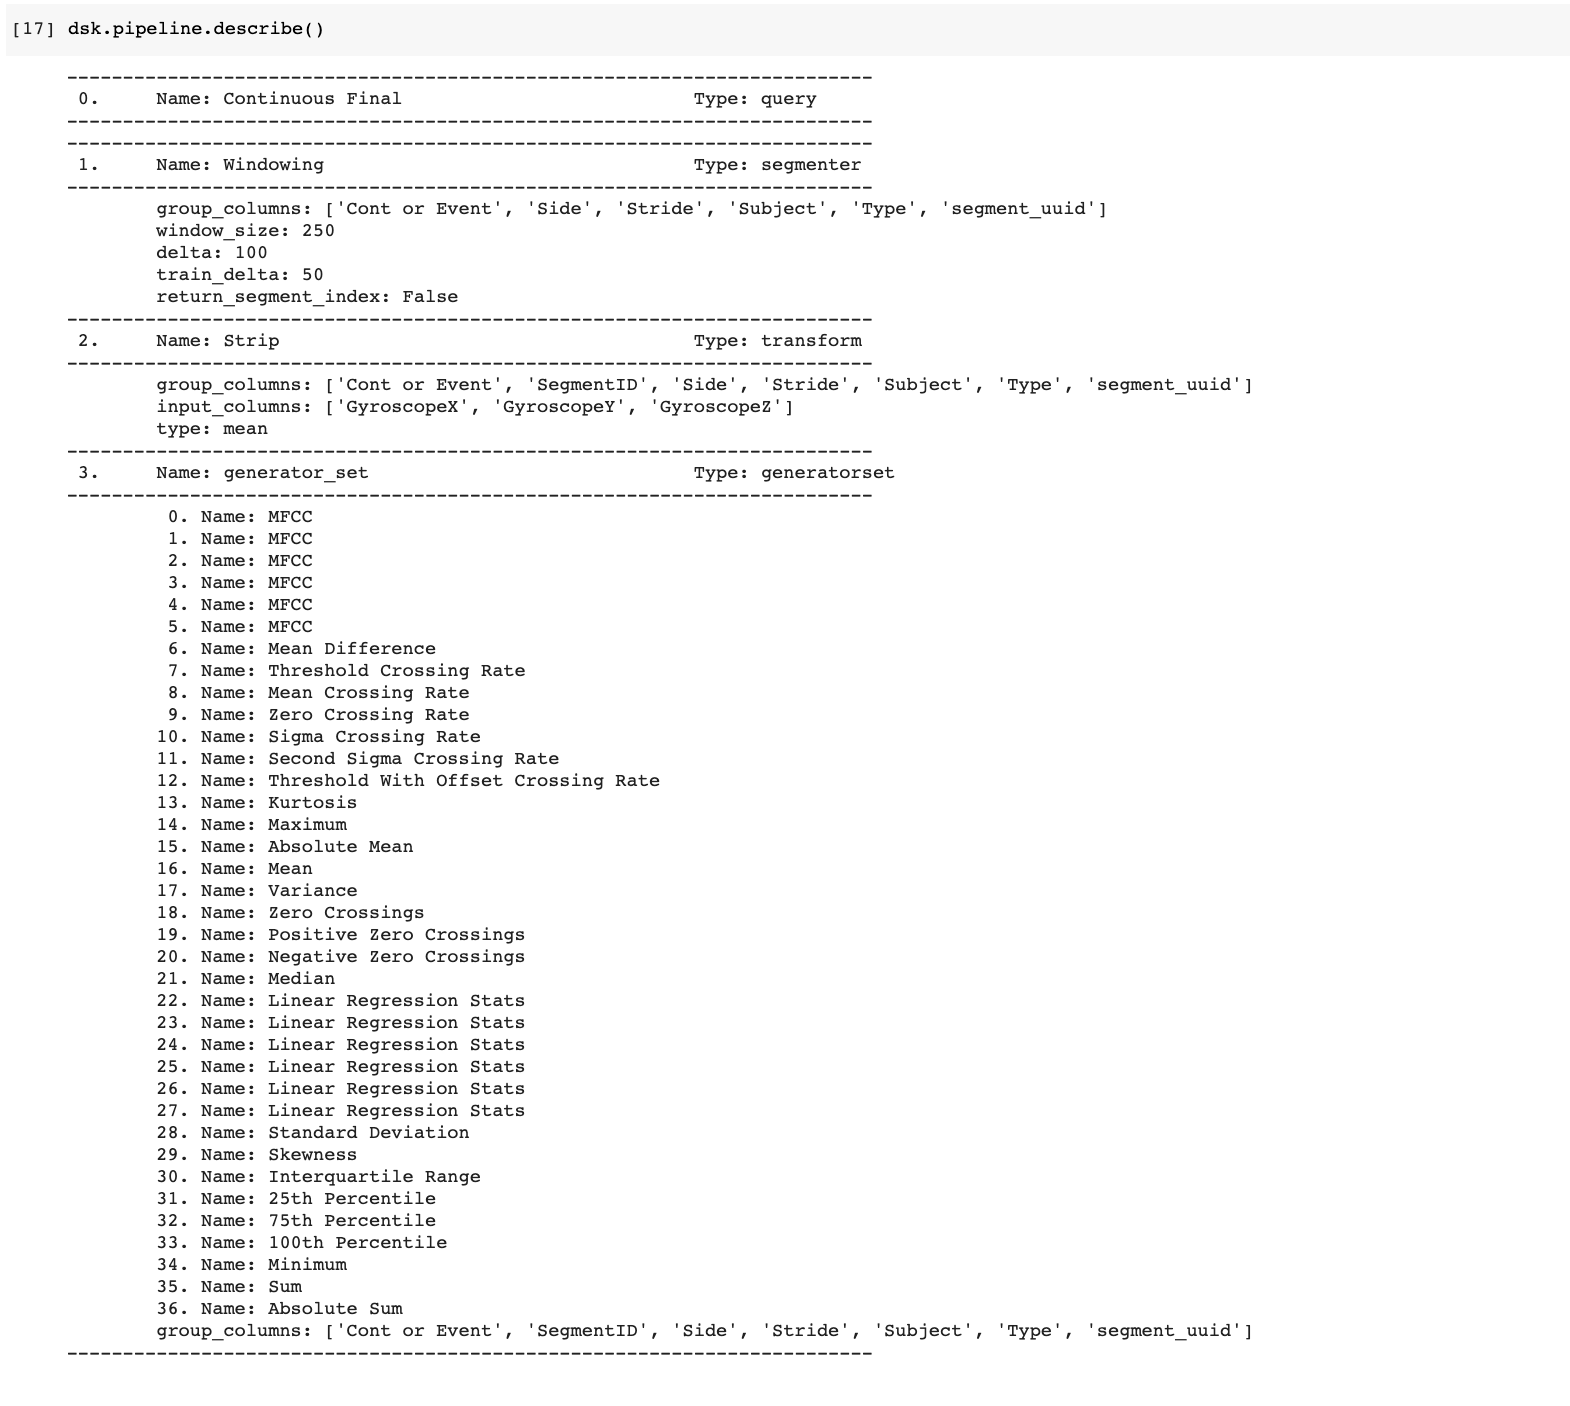 [17] dsk.pipeline.describe()
------------------------------------------------------------------------
0. Name: Continuous Final Type: query
------------------------------------------------------------------------
------------------------------------------------------------------------
1. Name: Windowing Type: segmenter
------------------------------------------------------------------------
group_columns: ['Cont or Event', 'Side', 'Stride', 'Subject', 'Type', 'segment_uuid']
window_size: 250
delta: 100
train_delta: 50
return_segment_index: False
------------------------------------------------------------------------
2. Name: Strip Type: transform
------------------------------------------------------------------------
group_columns: ['Cont or Event', 'SegmentID', 'Side', 'Stride', 'Subject', 'Type', 'segment_uuid']
input_columns: ['GyroscopeX', 'GyroscopeY', 'GyroscopeZ']
type: mean
------------------------------------------------------------------------
3. Name: generator_set Type: generatorset
------------------------------------------------------------------------
0. Name: MFCC
1. Name: MFCC
2. Name: MFCC
3. Name: MFCC
4. Name: MFCC
5. Name: MFCC
6. Name: Mean Difference
7. Name: Threshold Crossing Rate
8. Name: Mean Crossing Rate
9. Name: Zero Crossing Rate
10. Name: Sigma Crossing Rate
11. Name: Second Sigma Crossing Rate
12. Name: Threshold With Offset Crossing Rate
13. Name: Kurtosis
14. Name: Maximum
15. Name: Absolute Mean
16. Name: Mean
17. Name: Variance
18. Name: Zero Crossings
19. Name: Positive Zero Crossings
20. Name: Negative Zero Crossings
21. Name: Median
22. Name: Linear Regression Stats
23. Name: Linear Regression Stats
24. Name: Linear Regression Stats
25. Name: Linear Regression Stats
26. Name: Linear Regression Stats
27. Name: Linear Regression Stats
28. Name: Standard Deviation
29. Name: Skewness
30. Name: Interquartile Range
31. Name: 25th Percentile
32. Name: 75th Percentile
33. Name: 100th Percentile
34. Name: Minimum
35. Name: Sum
36. Name: Absolute Sum
group_columns: ['Cont or Event', 'SegmentID', 'Side', 'Stride', 'Subject', 'Type', 'segment_uuid']
------------------------------------------------------------------------